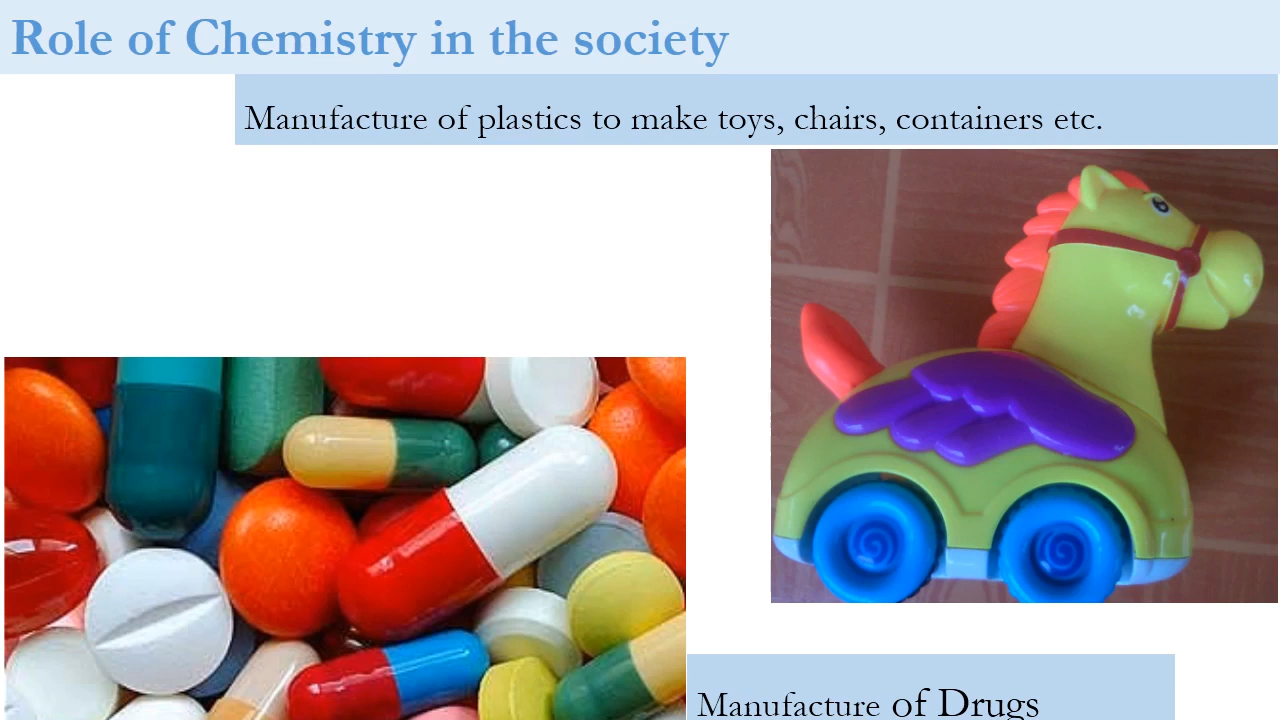 Role of Chemistry in the society
Manufacture of plastics to make toys, chairs, containers etc.
Manufacture of Drugs